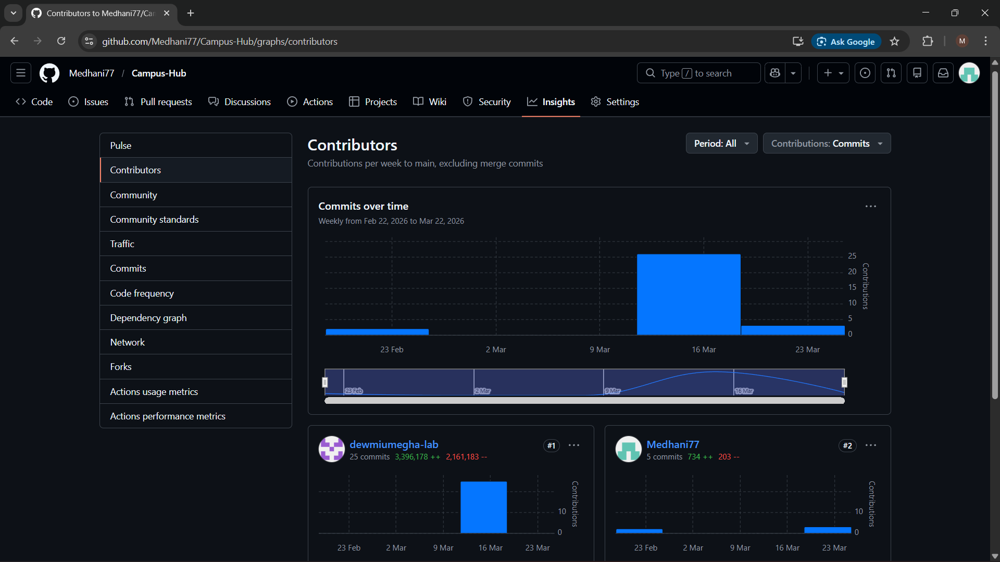 Contributors to Medhani77/Can
github.com/Medhani77/Campus-Hub/graphs/contributors
Ask Google
M
Medhani77 / Campus-Hub
Type / to search
Code Issues Pull requests Discussions Actions Projects Wiki Security Insights Settings
Pulse
Contributors
Community
Community standards
Traffic
Commits
Code frequency
Dependency graph
Network
Forks
Actions usage metrics
Actions performance metrics
Contributors
Period: All
Contributions: Commits
Contributions per week to main, excluding merge commits
Commits over time
Weekly from Feb 22, 2026 to Mar 22, 2026
25
20
15
10
5
0
Contributions
23 Feb 2 Mar 9 Mar 16 Mar 23 Mar
23 Feb 2 Mar 9 Mar 16 Mar
dewmiumegha-lab
#1
25 commits 3,396,178 ++ 2,161,183 --
10
0
Contributions
23 Feb 2 Mar 9 Mar 16 Mar 23 Mar
Medhani77
#2
5 commits 734 ++ 203 --
10
0
Contributions
23 Feb 2 Mar 9 Mar 16 Mar 23 Mar